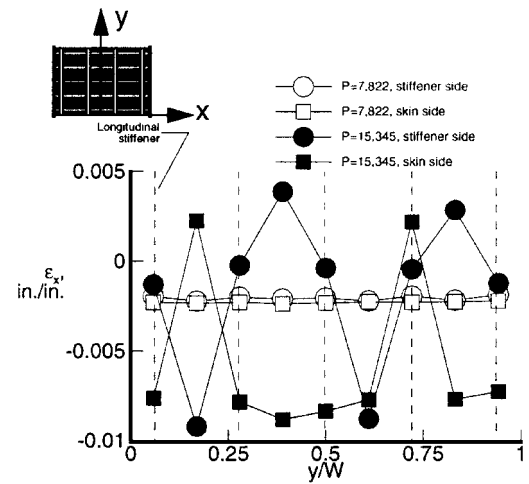 y
x
Longitudinal
stiffener
P=7,822, stiffener side
P=7,822, skin side
P=15,345, stiffener side
P=15,345, skin side
0.005
0
-0.005
-0.01
εx,
in./in.
0
0.25
0.5
0.75
1
y/W